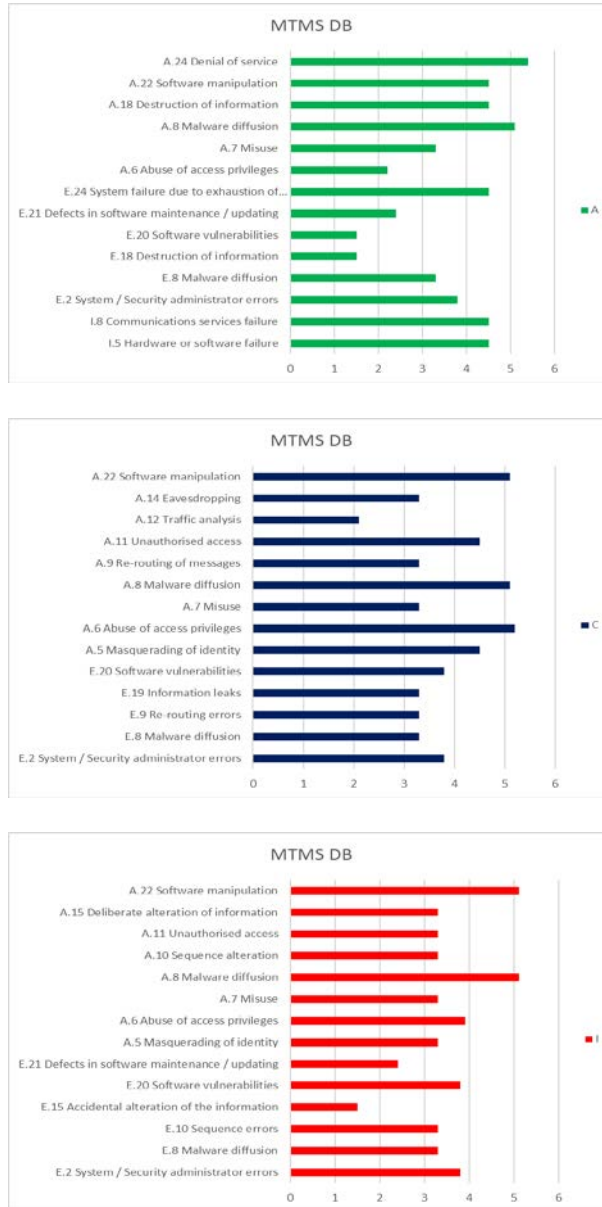 MTMS DB
A.24 Denial of service
A.22 Software manipulation
A.18 Destruction of information
A.8 Malware diffusion
A.7 Misuse
A.6 Abuse of access privileges
E.24 System failure due to exhaustion of...
E.21 Defects in software maintenance / updating
E.20 Software vulnerabilities
E.18 Destruction of information
E.8 Malware diffusion
E.2 System / Security administrator errors
I.8 Communications services failure
I.5 Hardware or software failure
0 1 2 3 4 5 6
A
MTMS DB
A.22 Software manipulation
A.14 Eavesdropping
A.12 Traffic analysis
A.11 Unauthorised access
A.9 Re-routing of messages
A.8 Malware diffusion
A.7 Misuse
A.6 Abuse of access privileges
A.5 Masquerading of identity
E.20 Software vulnerabilities
E.19 Information leaks
E.9 Re-routing errors
E.8 Malware diffusion
E.2 System / Security administrator errors
0 1 2 3 4 5 6
C
MTMS DB
A.22 Software manipulation
A.15 Deliberate alteration of information
A.11 Unauthorised access
A.10 Sequence alteration
A.8 Malware diffusion
A.7 Misuse
A.6 Abuse of access privileges
A.5 Masquerading of identity
E.21 Defects in software maintenance / updating
E.20 Software vulnerabilities
E.15 Accidental alteration of the information
E.10 Sequence errors
E.8 Malware diffusion
E.2 System / Security administrator errors
0 1 2 3 4 5 6
I